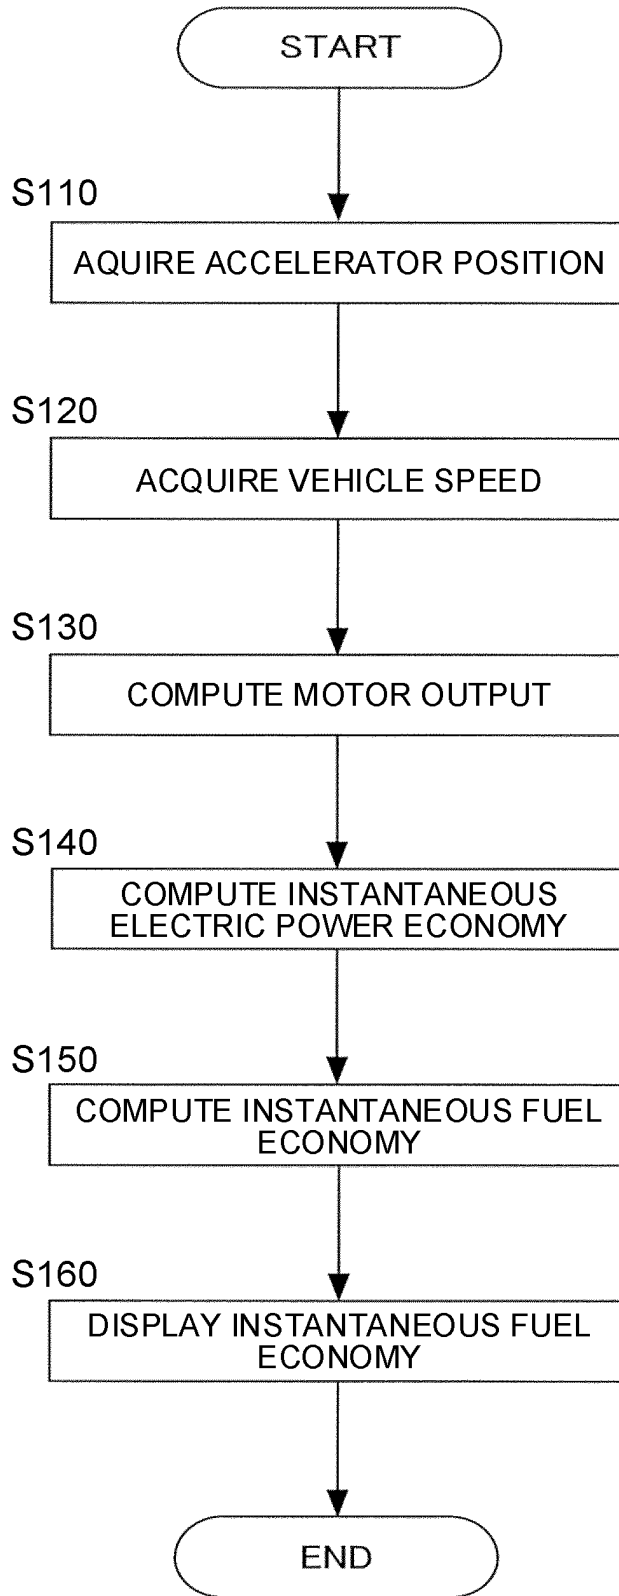 START
S110
AQUIRE ACCELERATOR POSITION
S120
ACQUIRE VEHICLE SPEED
S130
COMPUTE MOTOR OUTPUT
S140
COMPUTE INSTANTANEOUS
ELECTRIC POWER ECONOMY
S150
COMPUTE INSTANTANEOUS FUEL
ECONOMY
S160
DISPLAY INSTANTANEOUS FUEL
ECONOMY
END